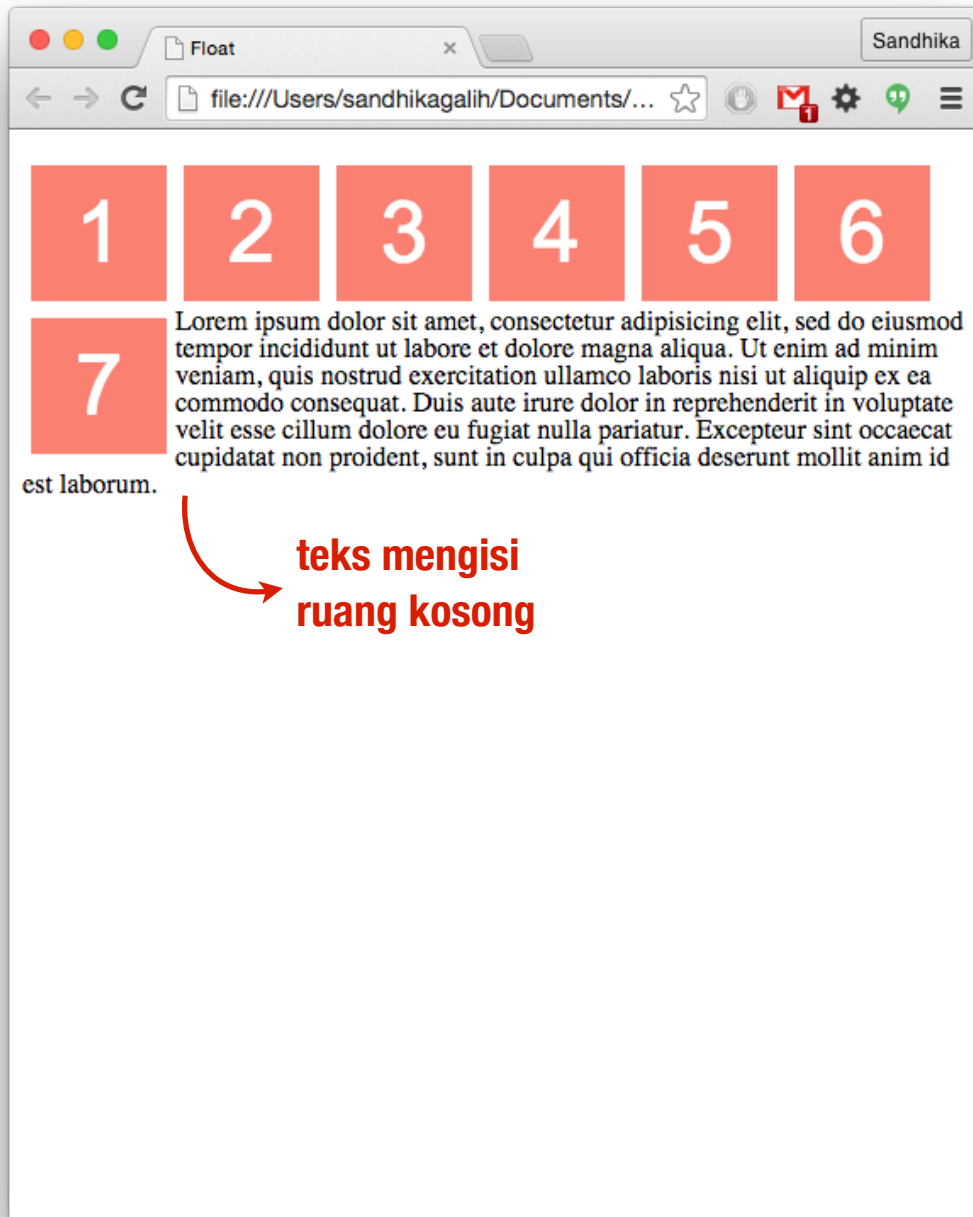 Float
Sandhika
file:///Users/sandhikagalih/Documents/...
1
1 2 3 4 5 6
7
Lorem ipsum dolor sit amet, consectetur adipisicing elit, sed do eiusmod
tempor incididunt ut labore et dolore magna aliqua. Ut enim ad minim
veniam, quis nostrud exercitation ullamco laboris nisi ut aliquip ex ea
commodo consequat. Duis aute irure dolor in reprehenderit in voluptate
velit esse cillum dolore eu fugiat nulla pariatur. Excepteur sint occaecat
cupidatat non proident, sunt in culpa qui officia deserunt mollit anim id
est laborum.
teks mengisi
ruang kosong